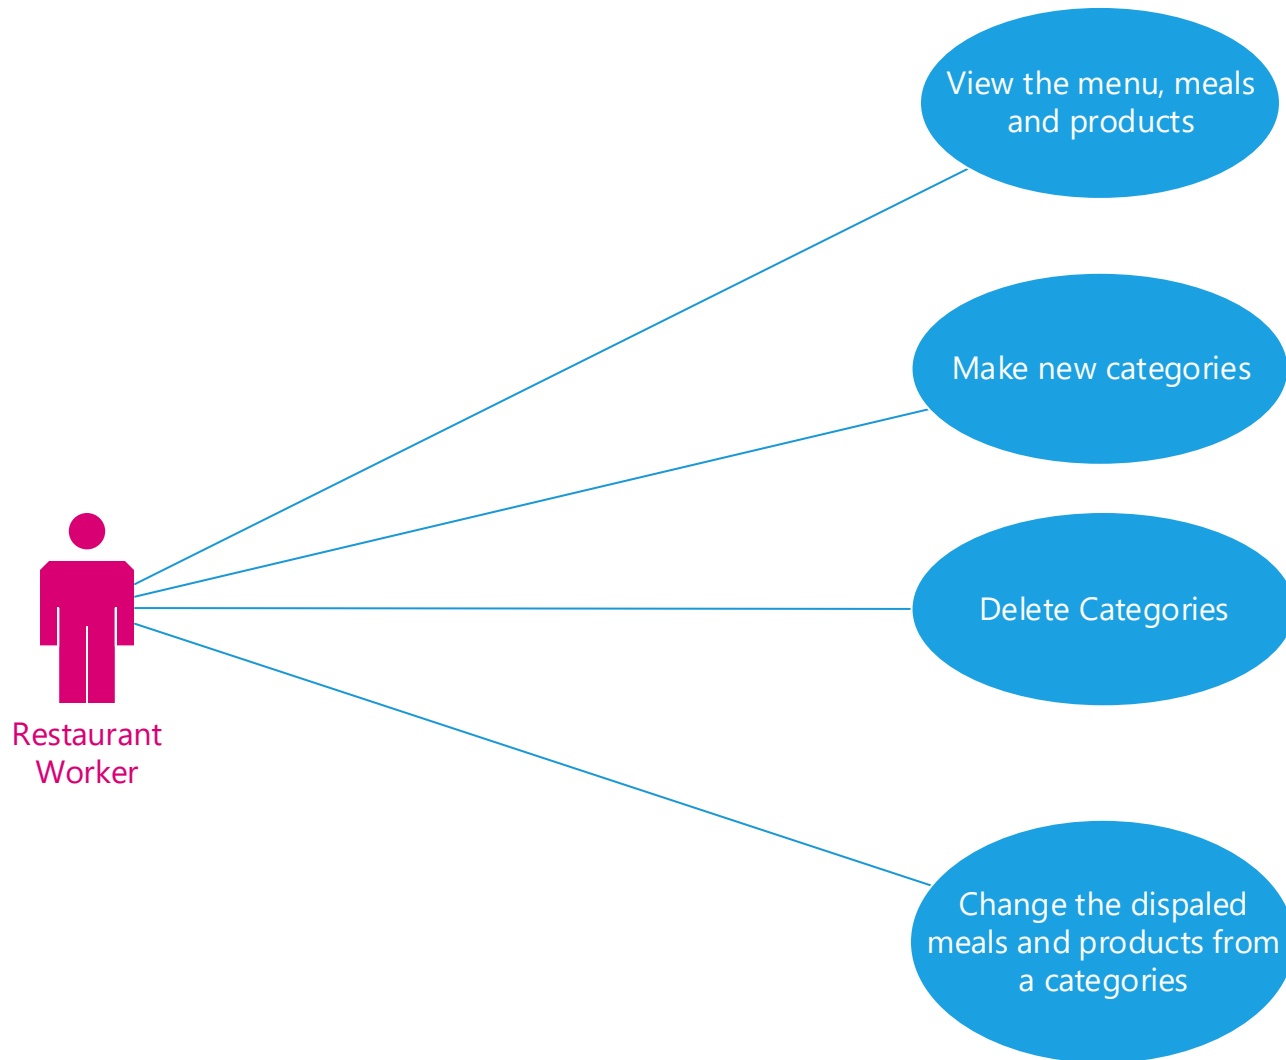 View the menu, meals
and products
Make new categories
Delete Categories
Restaurant
Worker
Change the dispaled
meals and products from
a categories